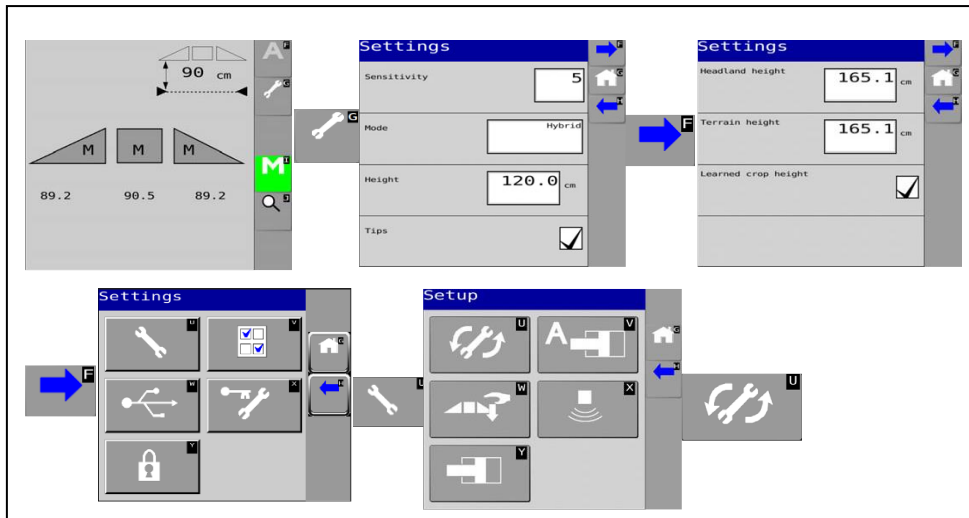 A F
90 cm
G
M M M
M I
89.2 90.5 89.2
J
G
Settings
F
Sensitivity 5
G
I
Mode Hybrid
Height 120.0 cm
Tips
F
Settings
F
Headland height 165.1 cm
G
I
Terrain height 165.1 cm
Learned crop height
F
Settings
U V
G
W X
I
Y
U
Setup
U A V
G
W X
I
Y
U